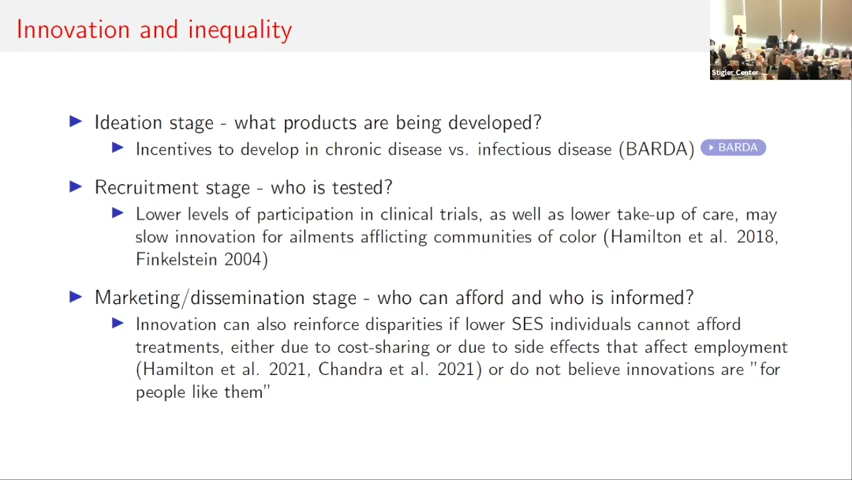 Innovation and inequality
Stigler Center
▶ Ideation stage - what products are being developed?
▶ Incentives to develop in chronic disease vs. infectious disease (BARDA) ▶ BARDA
▶ Recruitment stage - who is tested?
▶ Lower levels of participation in clinical trials, as well as lower take-up of care, may
slow innovation for ailments afflicting communities of color (Hamilton et al. 2018,
Finkelstein 2004)
▶ Marketing/dissemination stage - who can afford and who is informed?
▶ Innovation can also reinforce disparities if lower SES individuals cannot afford
treatments, either due to cost-sharing or due to side effects that affect employment
(Hamilton et al. 2021, Chandra et al. 2021) or do not believe innovations are "for
people like them"